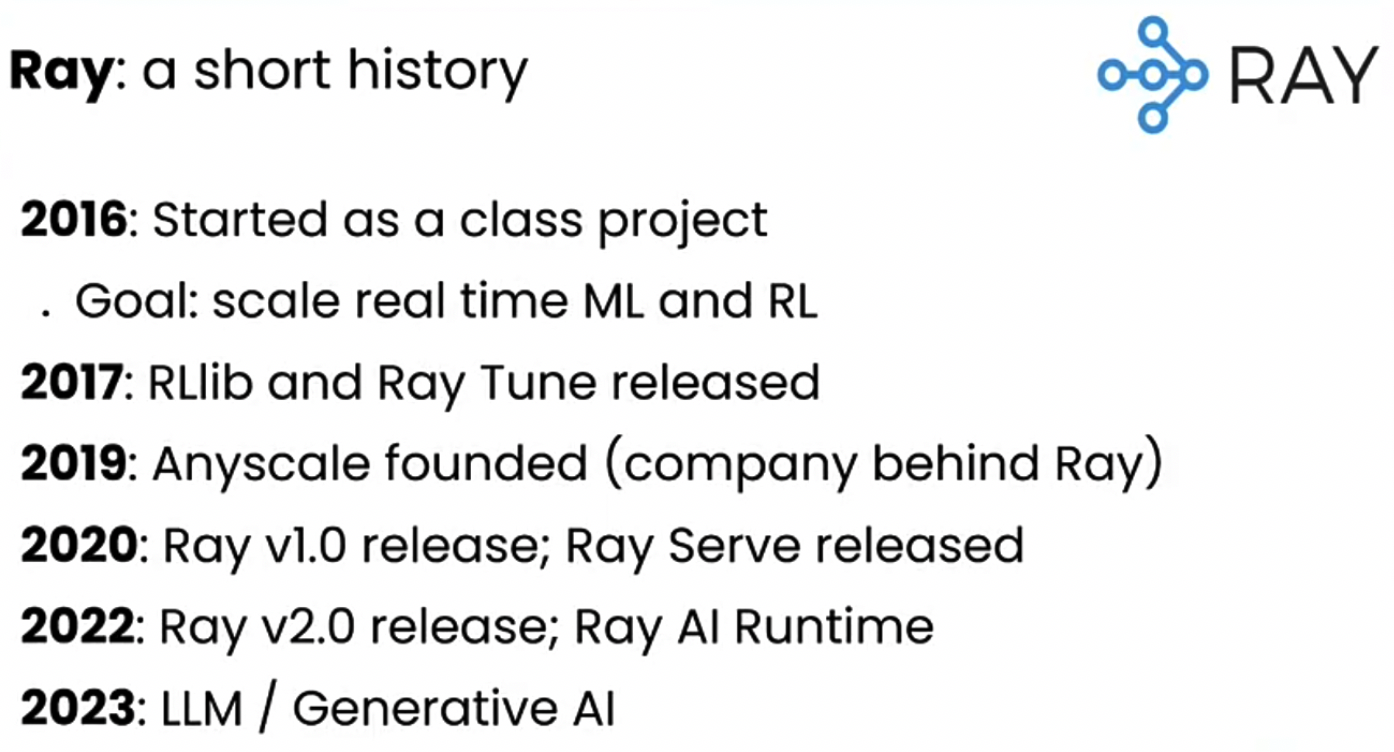 Ray: a short history
RAY
2016: Started as a class project
. Goal: scale real time ML and RL
2017: RLlib and Ray Tune released
2019: Anyscale founded (company behind Ray)
2020: Ray v1.0 release; Ray Serve released
2022: Ray v2.0 release; Ray AI Runtime
2023: LLM / Generative AI